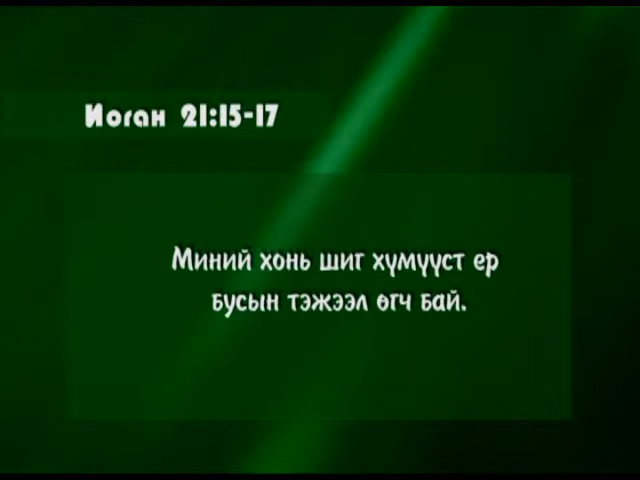 Иоган 21:15-17
Миний хонь шиг хүмүүст ер
бусын тэжээл өгч бай.